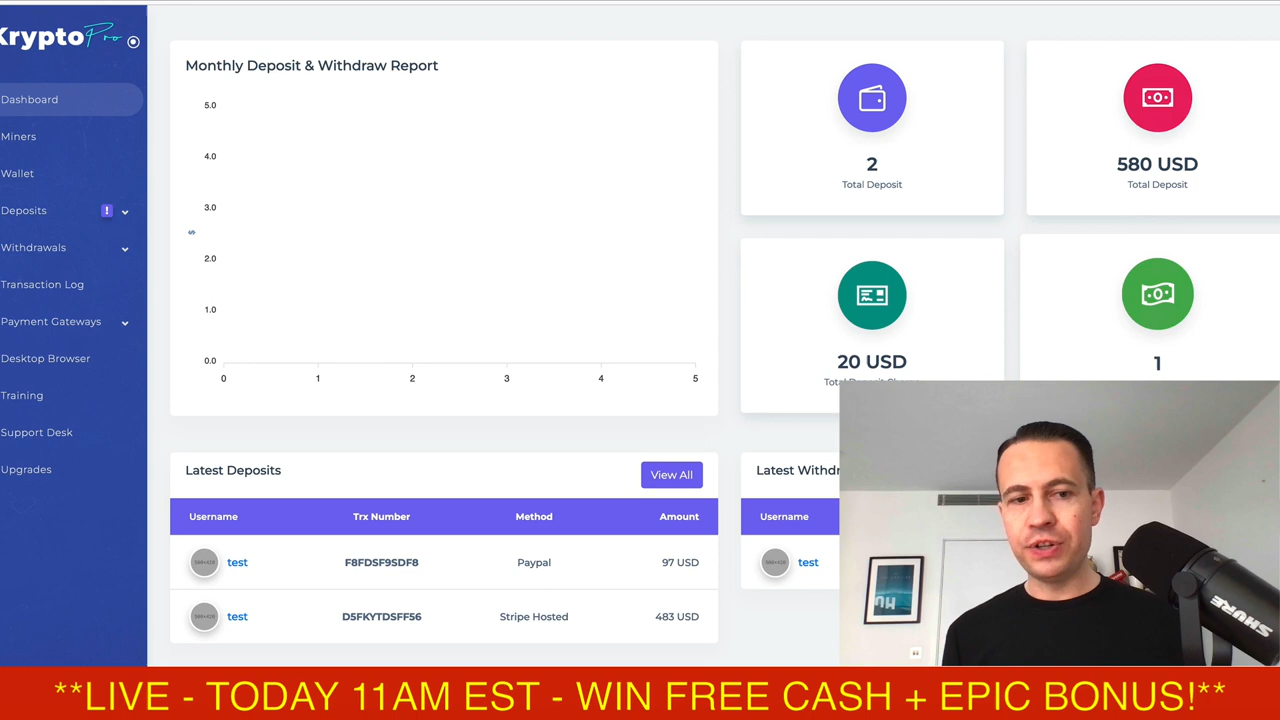 Krypto Pro
Dashboard
Miners
Wallet
Deposits !
Withdrawals
Transaction Log
Payment Gateways
Desktop Browser
Training
Support Desk
Upgrades
Monthly Deposit & Withdraw Report
5.0
4.0
3.0
2.0
1.0
0.0
$
0 1 2 3 4 5
2
Total Deposit
580 USD
Total Deposit
20 USD
1
Latest Deposits
View All
Username Trx Number Method Amount
test F8FDSF9SDF8 Paypal 97 USD
test D5FKYTDSFF56 Stripe Hosted 483 USD
Latest Withdr
Username
test
SHURE
**LIVE - TODAY 11AM EST - WIN FREE CASH + EPIC BONUS!**